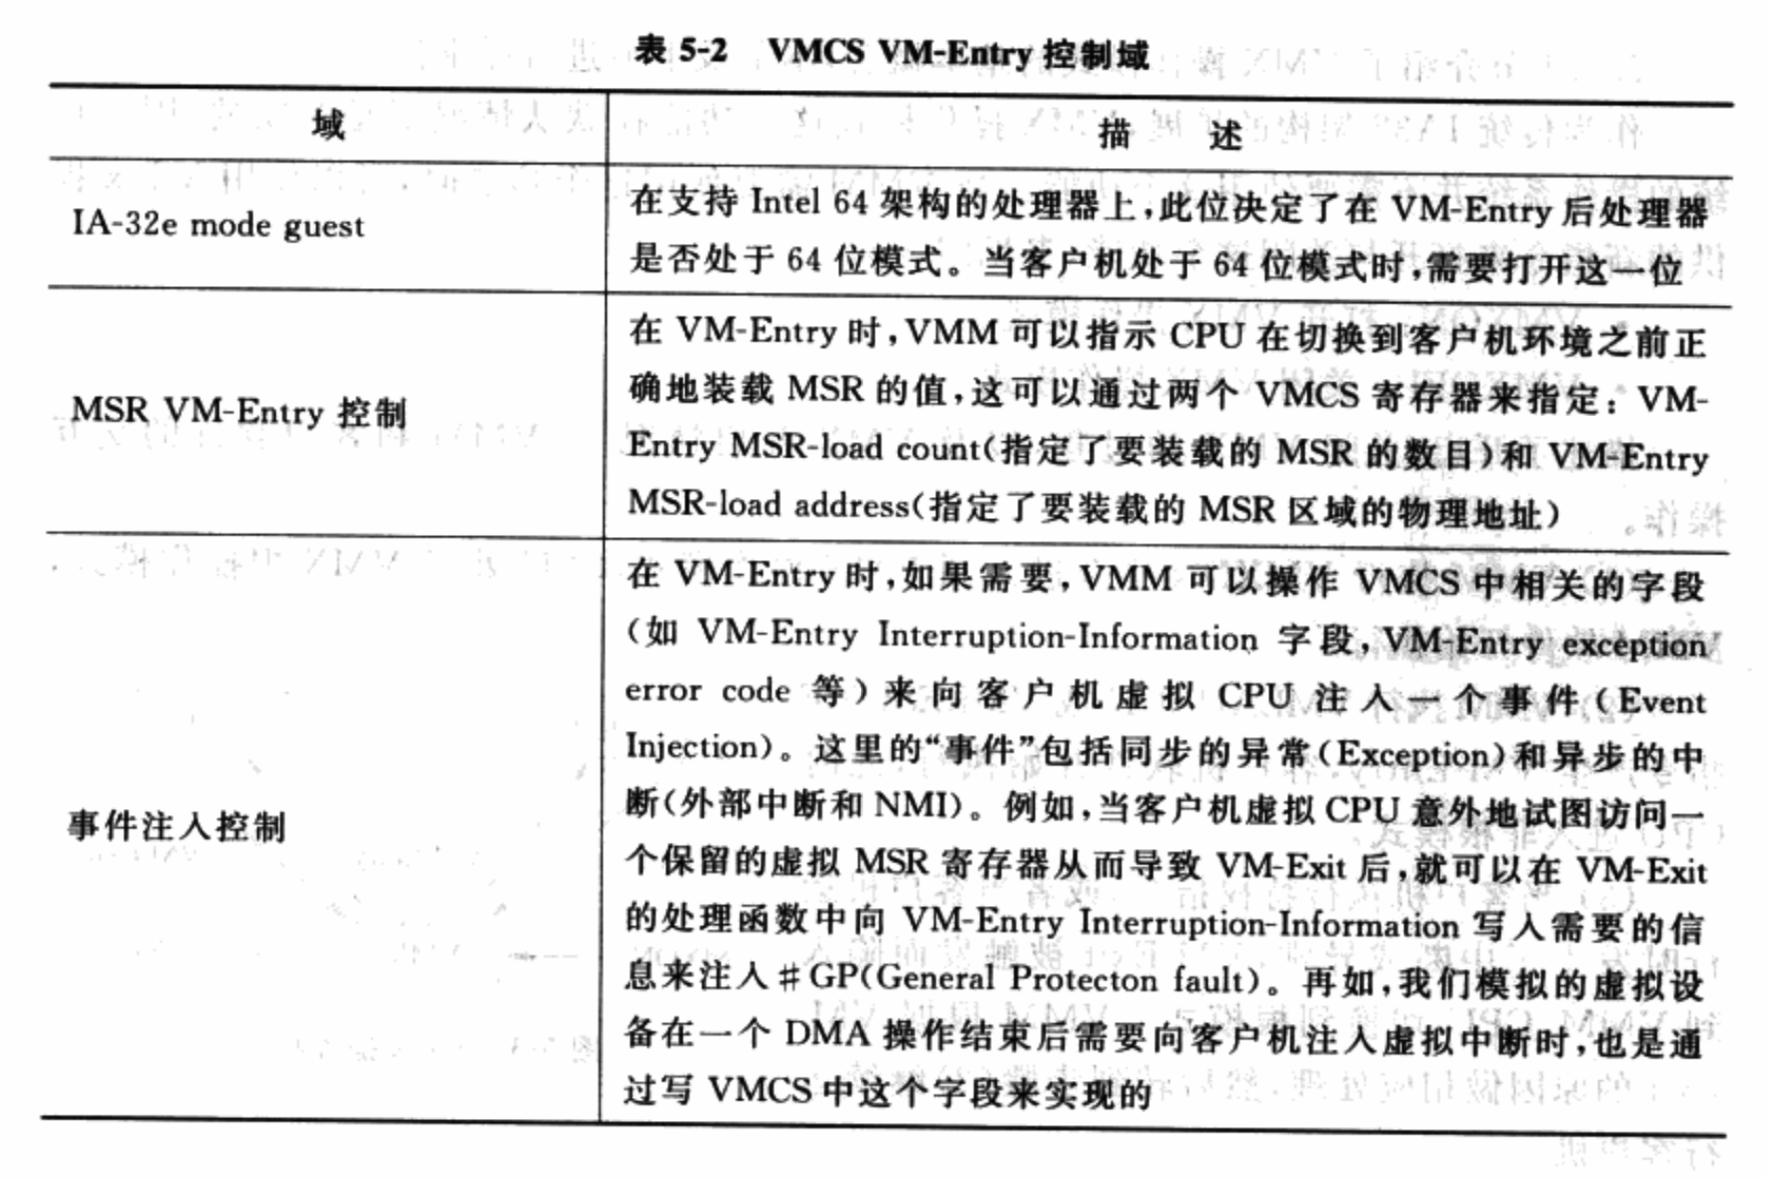 表 5-2 VMCS VM-Entry 控制域
域
描 述
IA-32e mode guest
在支持 Intel 64 架构的处理器上,此位决定了在 VM-Entry 后处理器
是否处于 64 位模式。当客户机处于 64 位模式时,需要打开这一位
MSR VM-Entry 控制
在 VM-Entry 时,VMM 可以指示 CPU 在切换到客户机环境之前正
确地装载 MSR 的值,这可以通过两个 VMCS 寄存器来指定：VM-
Entry MSR-load count(指定了要装载的 MSR 的数目)和 VM-Entry
MSR-load address(指定了要装载的 MSR 区域的物理地址)
事件注入控制
在 VM-Entry 时,如果需要,VMM 可以操作 VMCS 中相关的字段
(如 VM-Entry Interruption-Information 字段,VM-Entry exception
error code 等)来向客户机虚拟 CPU 注入一个事件(Event
Injection)。这里的“事件”包括同步的异常(Exception)和异步的中
断(外部中断和 NMI)。例如,当客户机虚拟 CPU 意外地试图访问一
个保留的虚拟 MSR 寄存器从而导致 VM-Exit 后,就可以在 VM-Exit
的处理函数中向 VM-Entry Interruption-Information 写入需要的信
息来注入 #GP(General Protecton fault)。再如,我们模拟的虚拟设
备在一个 DMA 操作结束后需要向客户机注入虚拟中断时,也是通
过写 VMCS 中这个字段来实现的